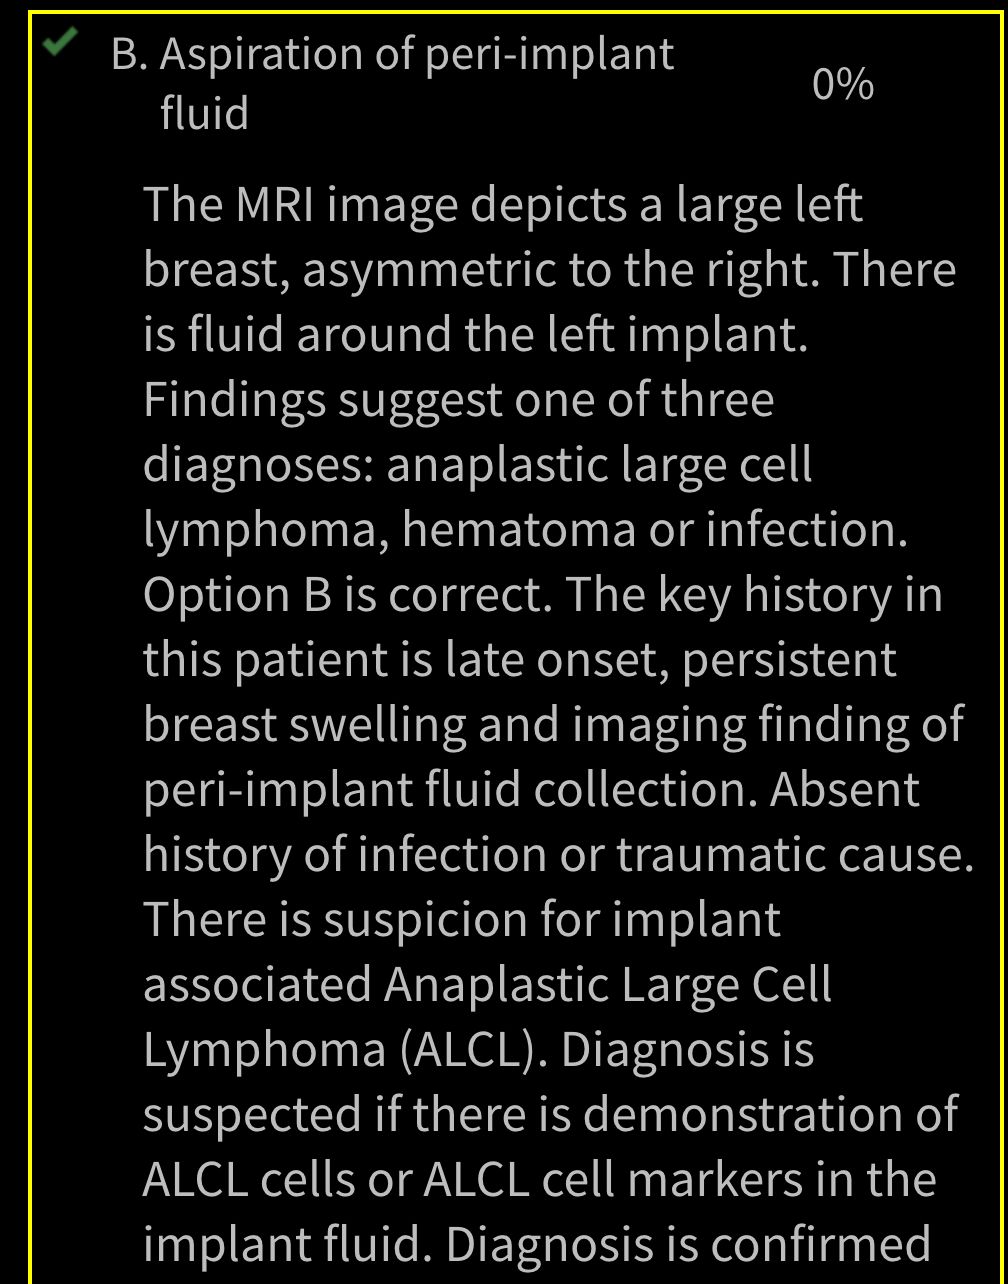 B. Aspiration of peri-implant
fluid
0%
The MRI image depicts a large left
breast, asymmetric to the right. There
is fluid around the left implant.
Findings suggest one of three
diagnoses: anaplastic large cell
lymphoma, hematoma or infection.
Option B is correct. The key history in
this patient is late onset, persistent
breast swelling and imaging finding of
peri-implant fluid collection. Absent
history of infection or traumatic cause.
There is suspicion for implant
associated Anaplastic Large Cell
Lymphoma (ALCL). Diagnosis is
suspected if there is demonstration of
ALCL cells or ALCL cell markers in the
implant fluid. Diagnosis is confirmed